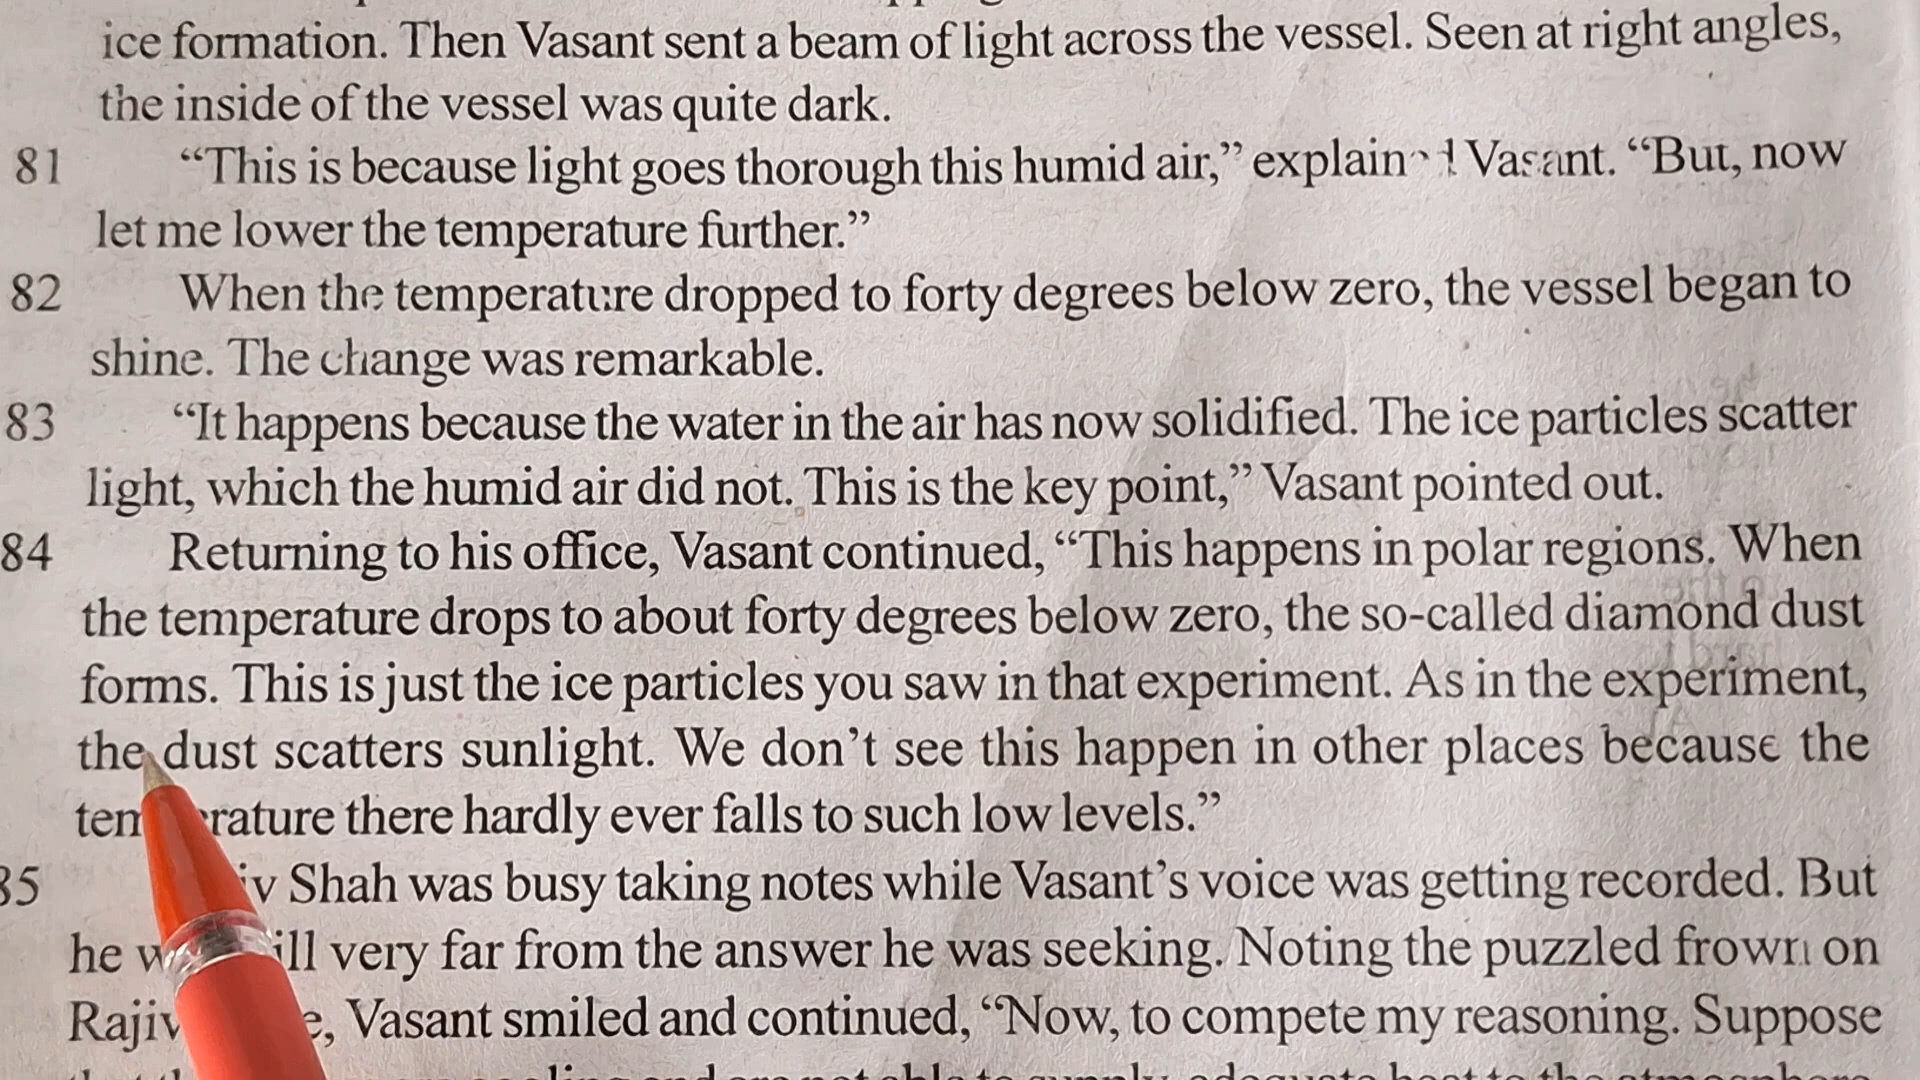 ice formation. Then Vasant sent a beam of light across the vessel. Seen at right angles,
the inside of the vessel was quite dark.
81 “This is because light goes thorough this humid air,” explained Vasant. “But, now
let me lower the temperature further.”
82 When the temperature dropped to forty degrees below zero, the vessel began to
shine. The change was remarkable.
83 “It happens because the water in the air has now solidified. The ice particles scatter
light, which the humid air did not. This is the key point,” Vasant pointed out.
84 Returning to his office, Vasant continued, “This happens in polar regions. When
the temperature drops to about forty degrees below zero, the so-called diamond dust
forms. This is just the ice particles you saw in that experiment. As in the experiment,
the dust scatters sunlight. We don’t see this happen in other places because the
temperature there hardly ever falls to such low levels.”
85 Shah was busy taking notes while Vasant’s voice was getting recorded. But
he very far from the answer he was seeking. Noting the puzzled frown on
Rajiv Vasant smiled and continued, “Now, to compete my reasoning. Suppose